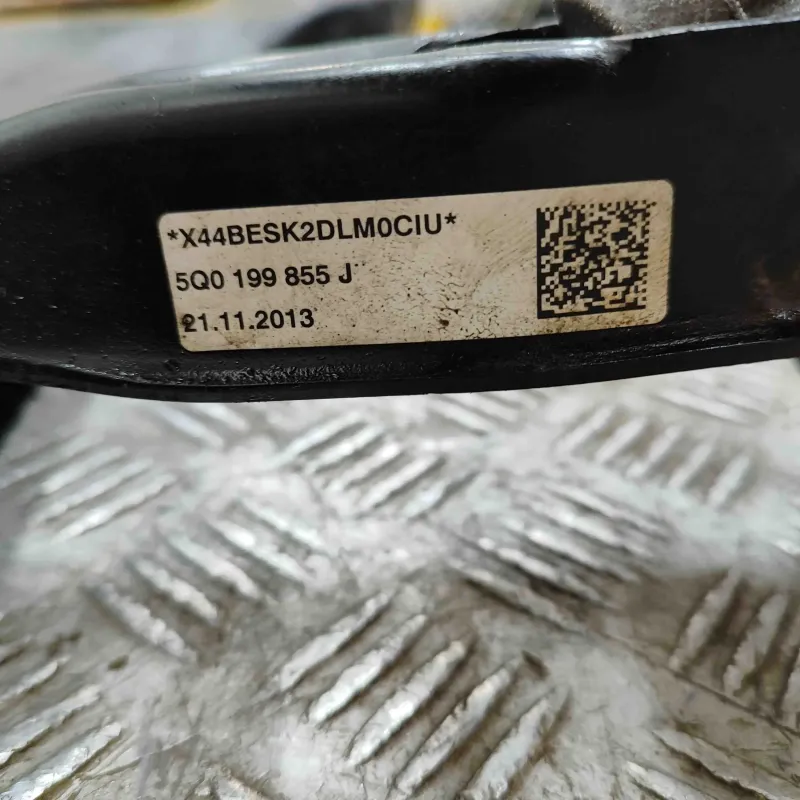 *X44BESK2DLM0CIU*
5Q0 199 855 J
21.11.2013